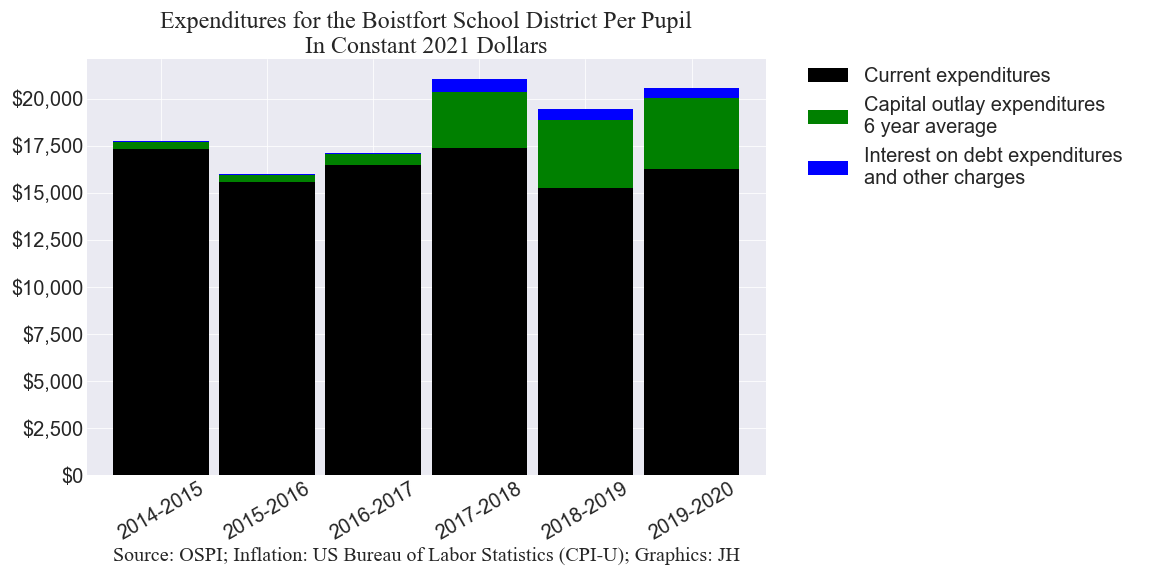 Expenditures for the Boistfort School District Per Pupil
In Constant 2021 Dollars
Current expenditures
Capital outlay expenditures
6 year average
Interest on debt expenditures
and other charges
$20,000
$17,500
$15,000
$12,500
$10,000
$7,500
$5,000
$2,500
$0
2014-2015
2015-2016
2016-2017
2017-2018
2018-2019
2019-2020
Source: OSPI; Inflation: US Bureau of Labor Statistics (CPI-U); Graphics: JH